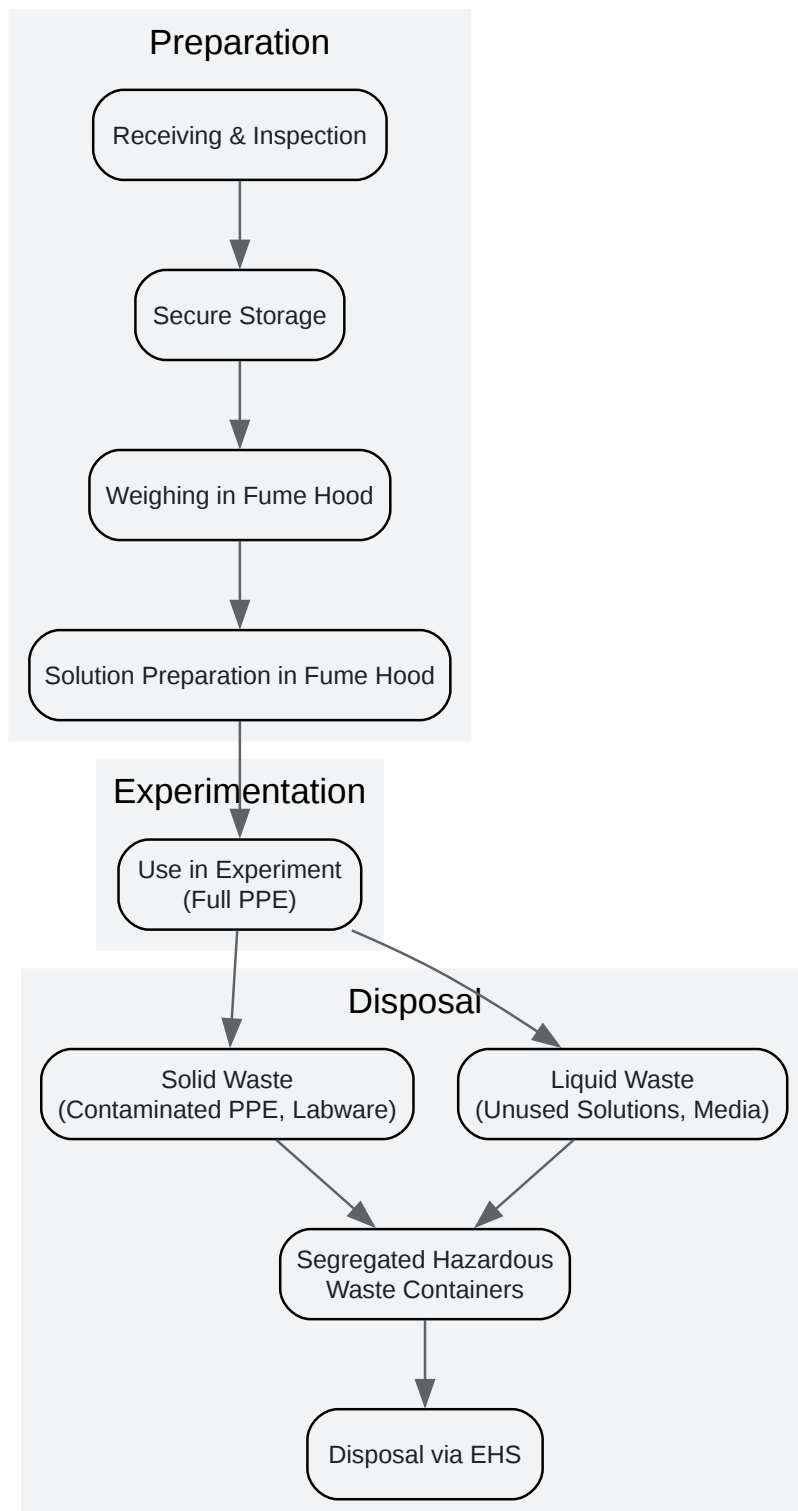 Preparation
Receiving & Inspection
Secure Storage
Weighing in Fume Hood
Solution Preparation in Fume Hood
Experimentation
Use in Experiment
(Full PPE)
Disposal
Solid Waste
(Contaminated PPE, Labware)
Liquid Waste
(Unused Solutions, Media)
Segregated Hazardous
Waste Containers
Disposal via EHS